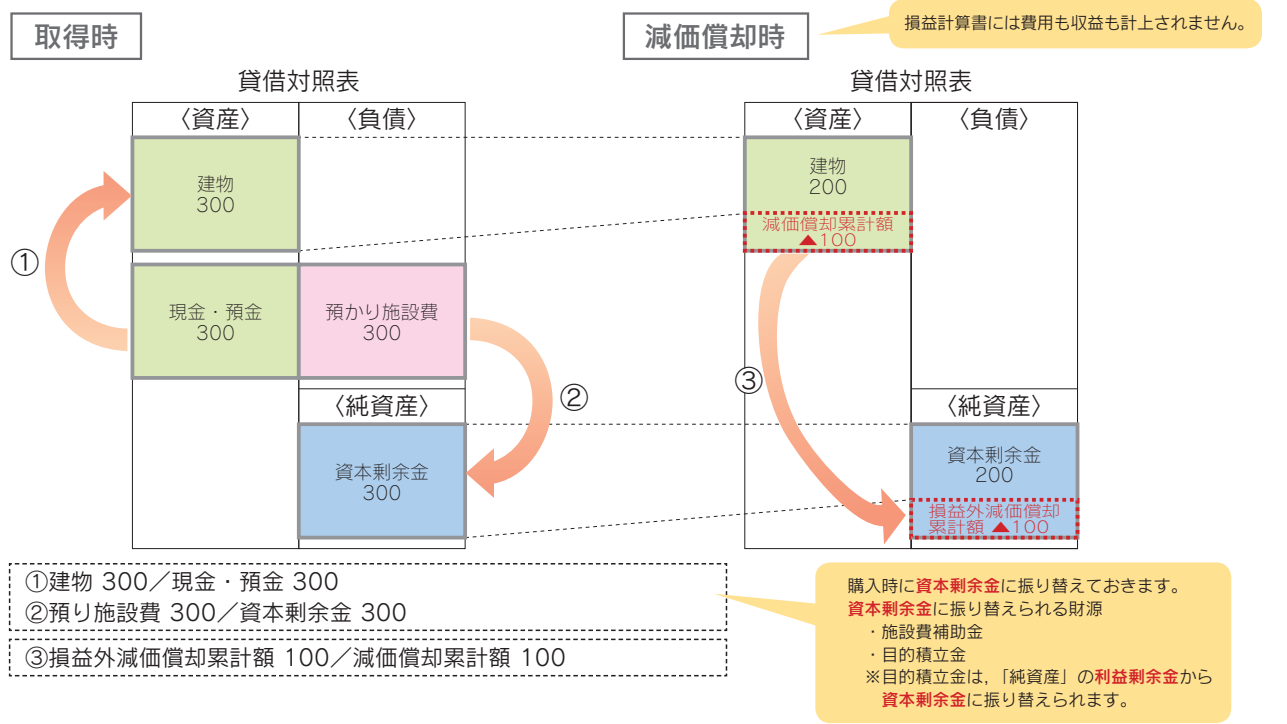 取得時
貸借対照表
〈資産〉 〈負債〉
建物
300
①
現金・預金
300
預かり施設費
300
②
〈純資産〉
資本剰余金
300
減価償却時
損益計算書には費用も収益も計上されません。
貸借対照表
〈資産〉 〈負債〉
建物
200
減価償却累計額
▲100
③
〈純資産〉
資本剰余金
200
損益外減価償却
累計額 ▲100
①建物 300／現金・預金 300
②預り施設費 300／資本剰余金 300
③損益外減価償却累計額 100／減価償却累計額 100
購入時に資本剰余金に振り替えておきます。
資本剰余金に振り替えられる財源
・施設費補助金
・目的積立金
※目的積立金は，「純資産」の利益剰余金から
資本剰余金に振り替えられます。